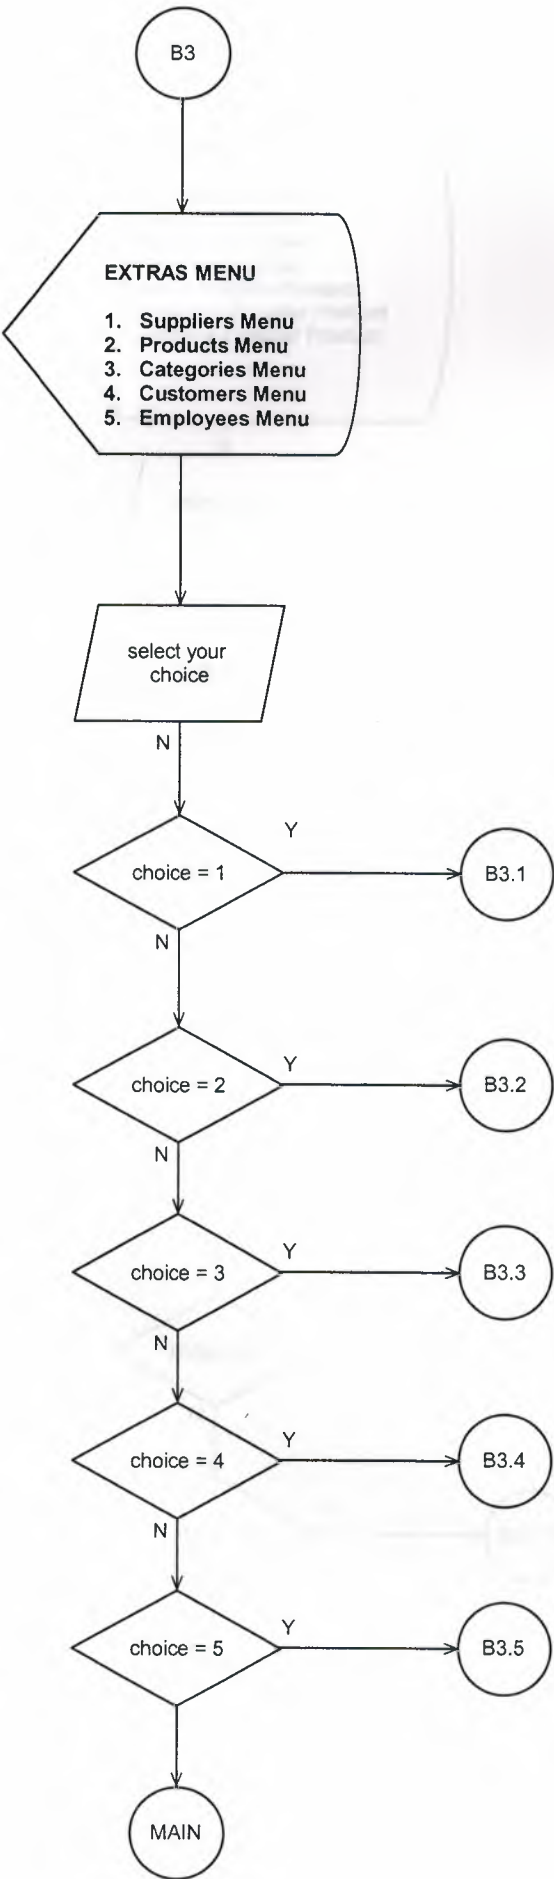 B3
EXTRAS MENU
1. Suppliers Menu
2. Products Menu
3. Categories Menu
4. Customers Menu
5. Employees Menu
select your
choice
N
Y
choice = 1
B3.1
N
Y
choice = 2
B3.2
N
Y
choice = 3
B3.3
N
Y
choice = 4
B3.4
N
Y
choice = 5
B3.5
MAIN